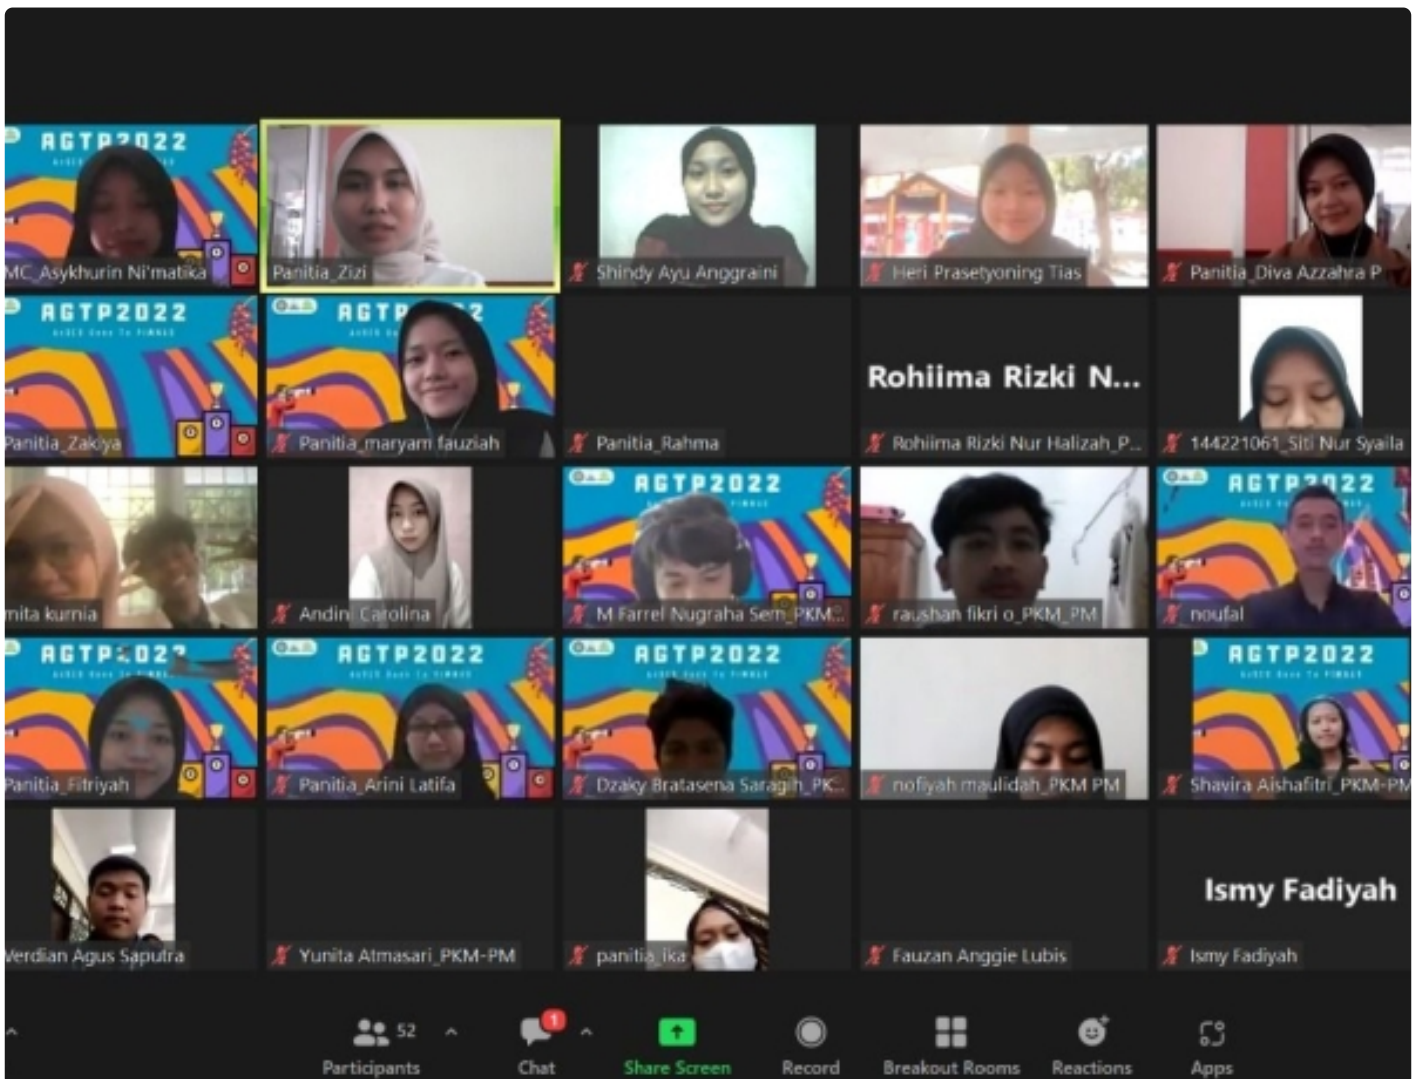 AGTP2022
MC_Asykhurin Ni'matika
Panitia_Zizi
Shindy Ayu Anggraini
Heri Prasetyoning Tias
Panitia_Diva Azzahra P
AGTP2022
Panitia_Zakiya
AGTP
Panitia_maryam fauziah
Panitia_Rahma
Rohiima Rizki N...
Rohiima Rizki Nur Halizah_P...
144221061_Siti Nur Syaila
mita kurnia
Andini Carolina
AGTP2022
M Farrel Nugraha Sem_PKM...
raushan fikri o_PKM_PM
AGTP2022
noufal
AGTP2022
Panitia_Fitriyah
AGTP2022
Panitia_Arini Latifa
AGTP2022
Dzaky Bratasena Saragih_PK...
nofiyah maulidah_PKM PM
AGTP2022
Shavira Aishafitri_PKM-PM
Verdian Agus Saputra
Yunita Atmasari_PKM-PM
panitia_ika
Fauzan Anggie Lubis
Ismy Fadiyah
Ismy Fadiyah
52
1
Participants
Chat
Share Screen
Record
Breakout Rooms
Reactions
Apps